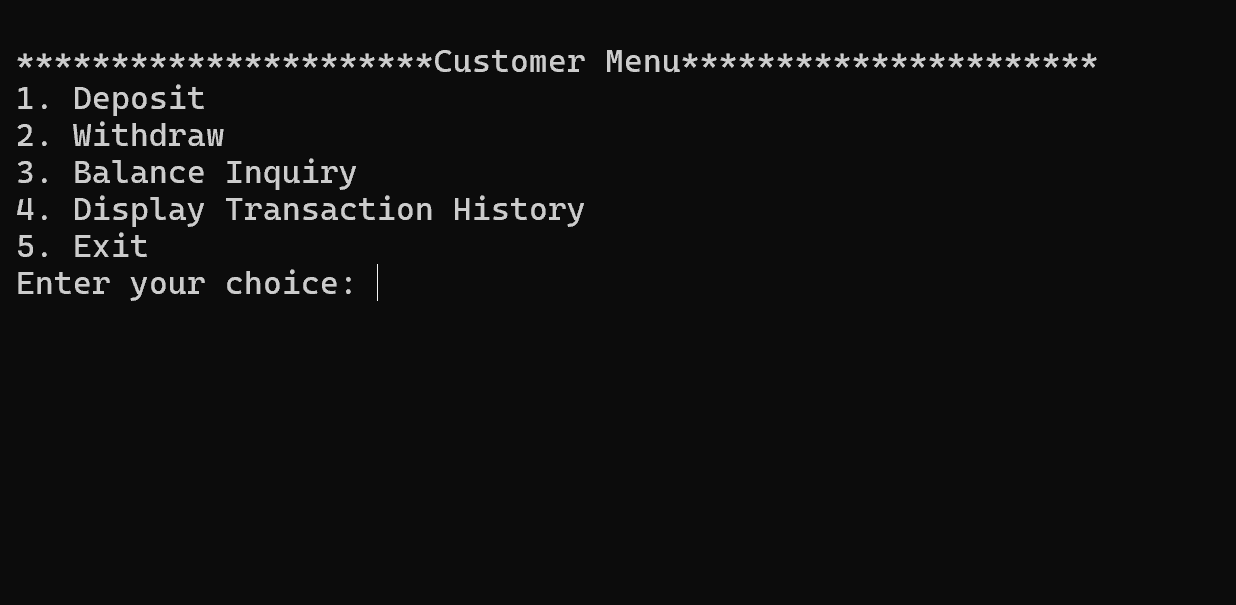 **********************Customer Menu**********************
1. Deposit
2. Withdraw
3. Balance Inquiry
4. Display Transaction History
5. Exit
Enter your choice: